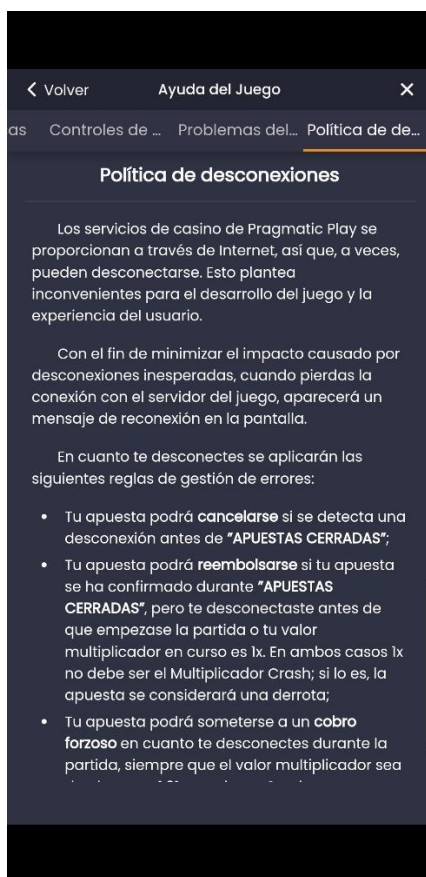 Volver Ayuda del Juego
as Controles de ... Problemas del... Política de de...
Política de desconexiones
Los servicios de casino de Pragmatic Play se
proporcionan a través de Internet, así que, a veces,
pueden desconectarse. Esto plantea
inconvenientes para el desarrollo del juego y la
experiencia del usuario.
Con el fin de minimizar el impacto causado por
desconexiones inesperadas, cuando pierdas la
conexión con el servidor del juego, aparecerá un
mensaje de reconexión en la pantalla.
En cuanto te desconectes se aplicarán las
siguientes reglas de gestión de errores:
• Tu apuesta podrá cancelarse si se detecta una
desconexión antes de "APUESTAS CERRADAS";
• Tu apuesta podrá reembolsarse si tu apuesta
se ha confirmado durante "APUESTAS
CERRADAS", pero te desconectaste antes de
que empezase la partida o tu valor
multiplicador en curso es 1x. En ambos casos 1x
no debe ser el Multiplicador Crash; si lo es, la
apuesta se considerará una derrota;
• Tu apuesta podrá someterse a un cobro
forzoso en cuanto te desconectes durante la
partida, siempre que el valor multiplicador sea